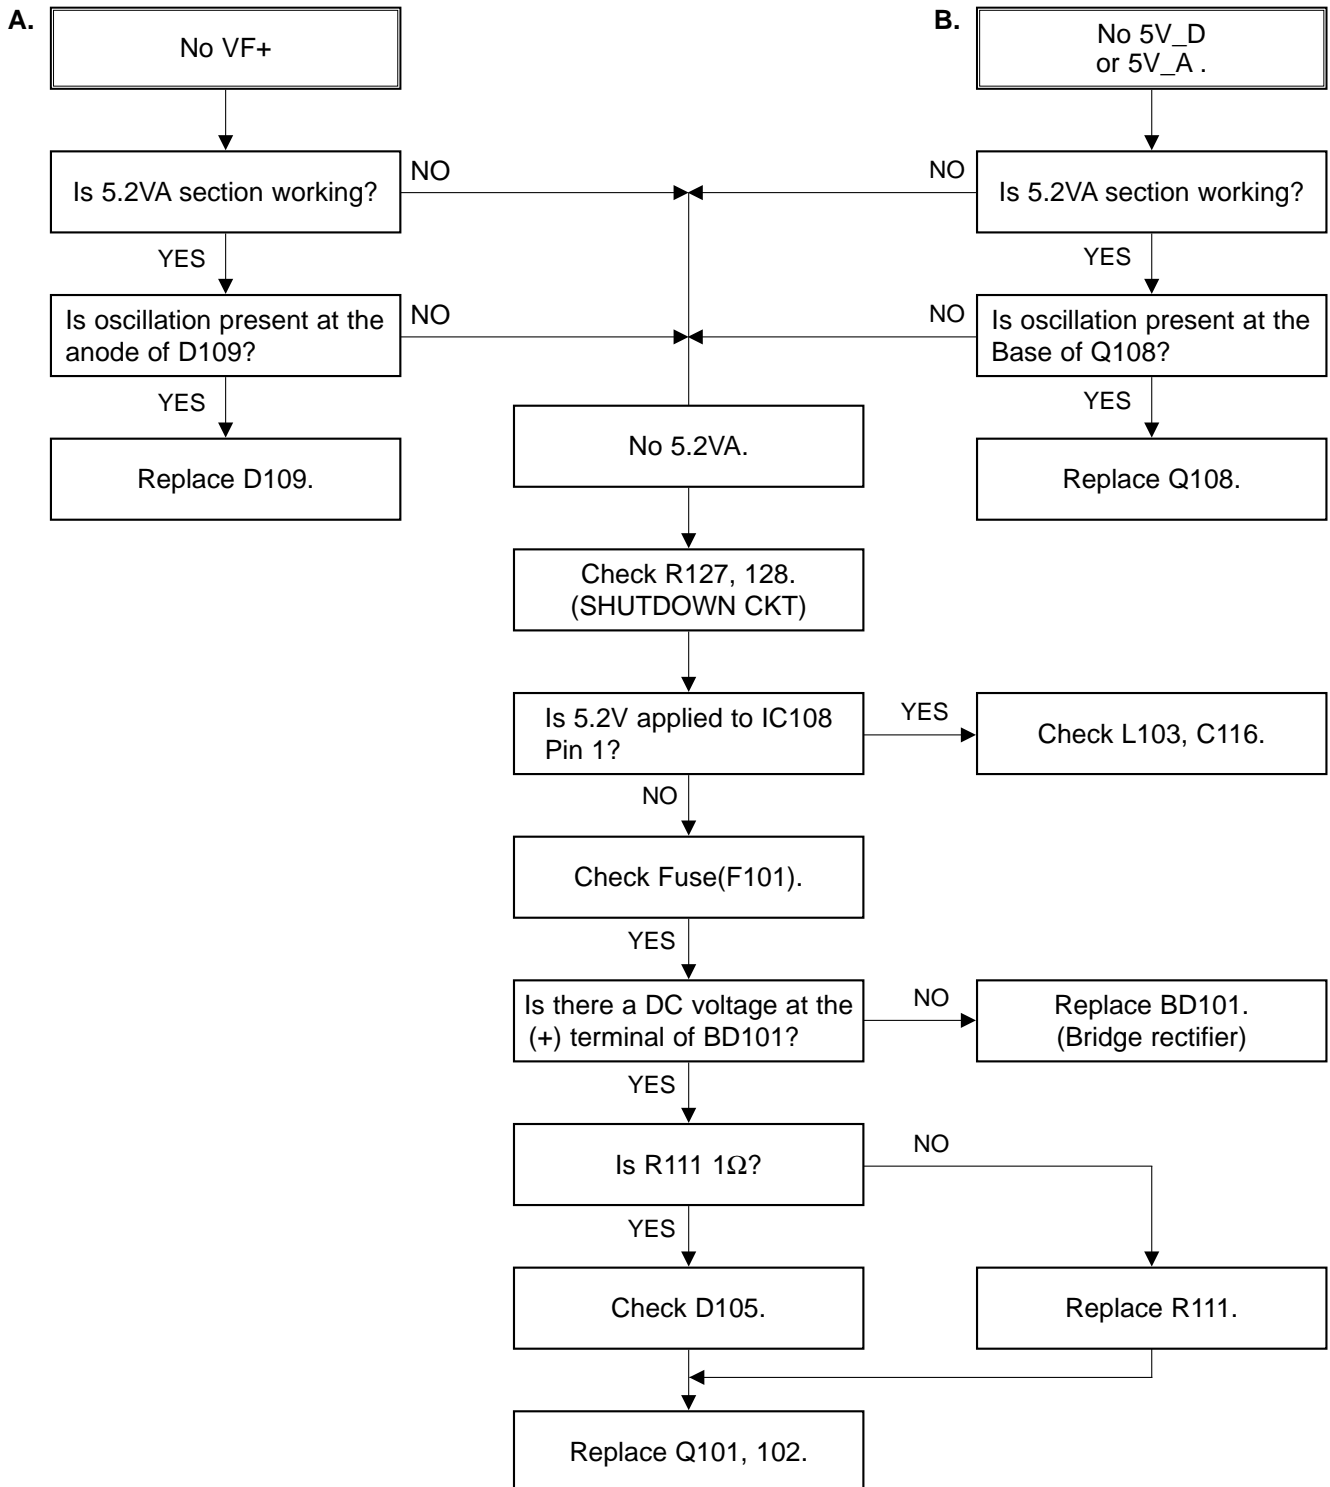 A.
No VF+
B.
No 5V_D
or 5V_A .
Is 5.2VA section working?
NO
NO
Is 5.2VA section working?
YES
YES
Is oscillation present at the
anode of D109?
NO
NO
Is oscillation present at the
Base of Q108?
YES
YES
Replace D109.
No 5.2VA.
Replace Q108.
Check R127, 128.
(SHUTDOWN CKT)
Is 5.2V applied to IC108
Pin 1?
YES
Check L103, C116.
NO
Check Fuse(F101).
YES
Is there a DC voltage at the
(+) terminal of BD101?
NO
Replace BD101.
(Bridge rectifier)
YES
Is R111 1Ω?
NO
YES
Check D105.
Replace R111.
Replace Q101, 102.